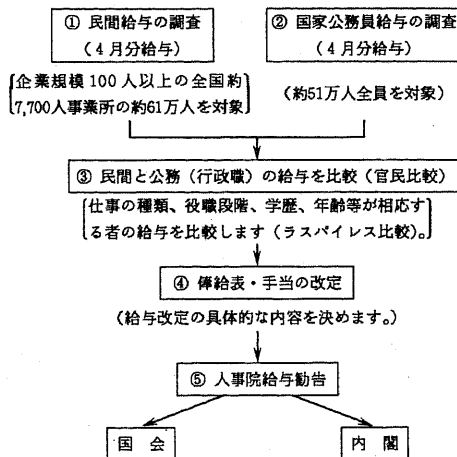 ① 民間給与の調査
(4月分給与)
企業規模100人以上の全国約
7,700人事業所の約61万人を対象
② 国家公務員給与の調査
(4月分給与)
(約51万人全員を対象)
③ 民間と公務(行政職)の給与を比較(官民比較)
仕事の種類、役職段階、学歴、年齢等が相応す
る者の給与を比較します(ラスパイレス比較)。
④ 俸給表・手当の改定
(給与改定の具体的な内容を決めます。)
⑤ 人事院給与勧告
国会
内閣